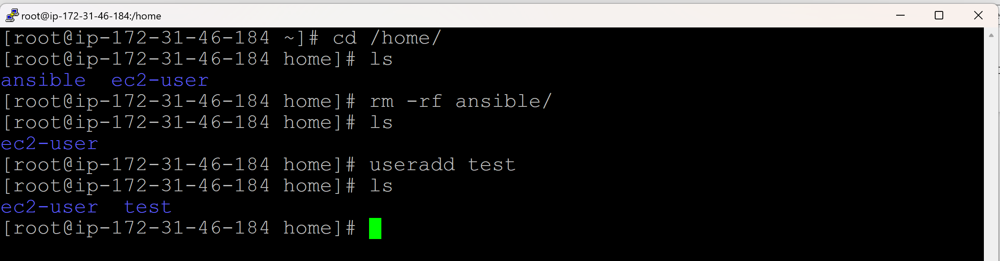 root@ip-172-31-46-184:/home
[root@ip-172-31-46-184 ~]# cd /home/
[root@ip-172-31-46-184 home]# ls
ansible  ec2-user
[root@ip-172-31-46-184 home]# rm -rf ansible/
[root@ip-172-31-46-184 home]# ls
ec2-user
[root@ip-172-31-46-184 home]# useradd test
[root@ip-172-31-46-184 home]# ls
ec2-user  test
[root@ip-172-31-46-184 home]#